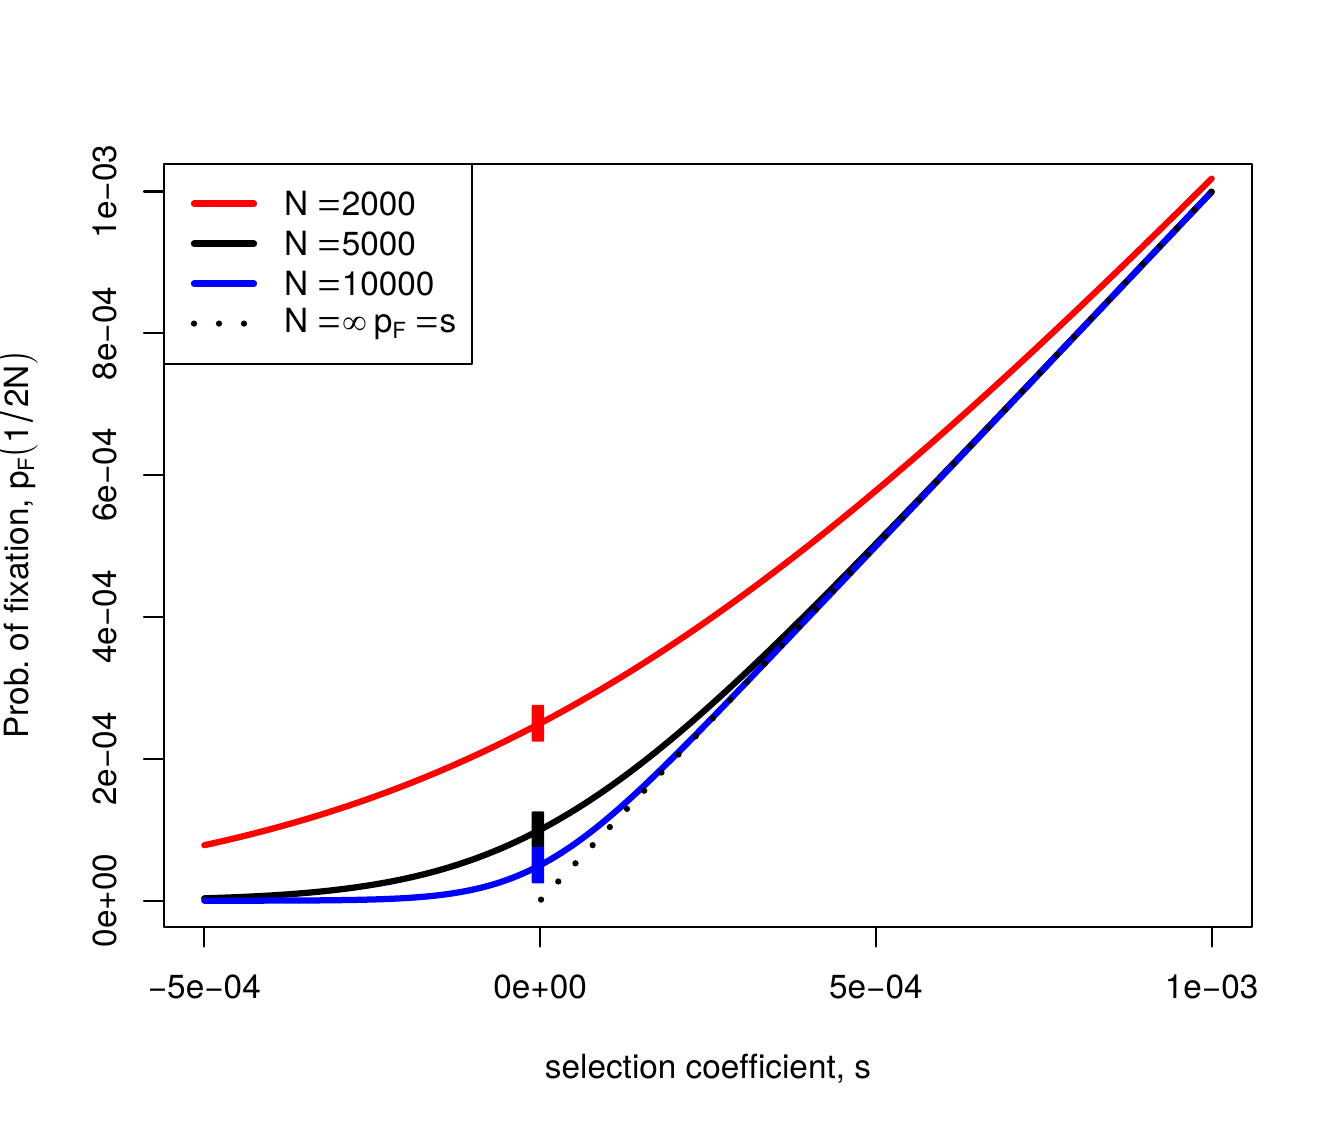 N =2000
N =5000
N =10000
N =∞ pF =s
Prob. of fixation, pF(1/2N)
1e−03
8e−04
6e−04
4e−04
2e−04
0e+00
−5e−04 0e+00 5e−04 1e−03
selection coefficient, s